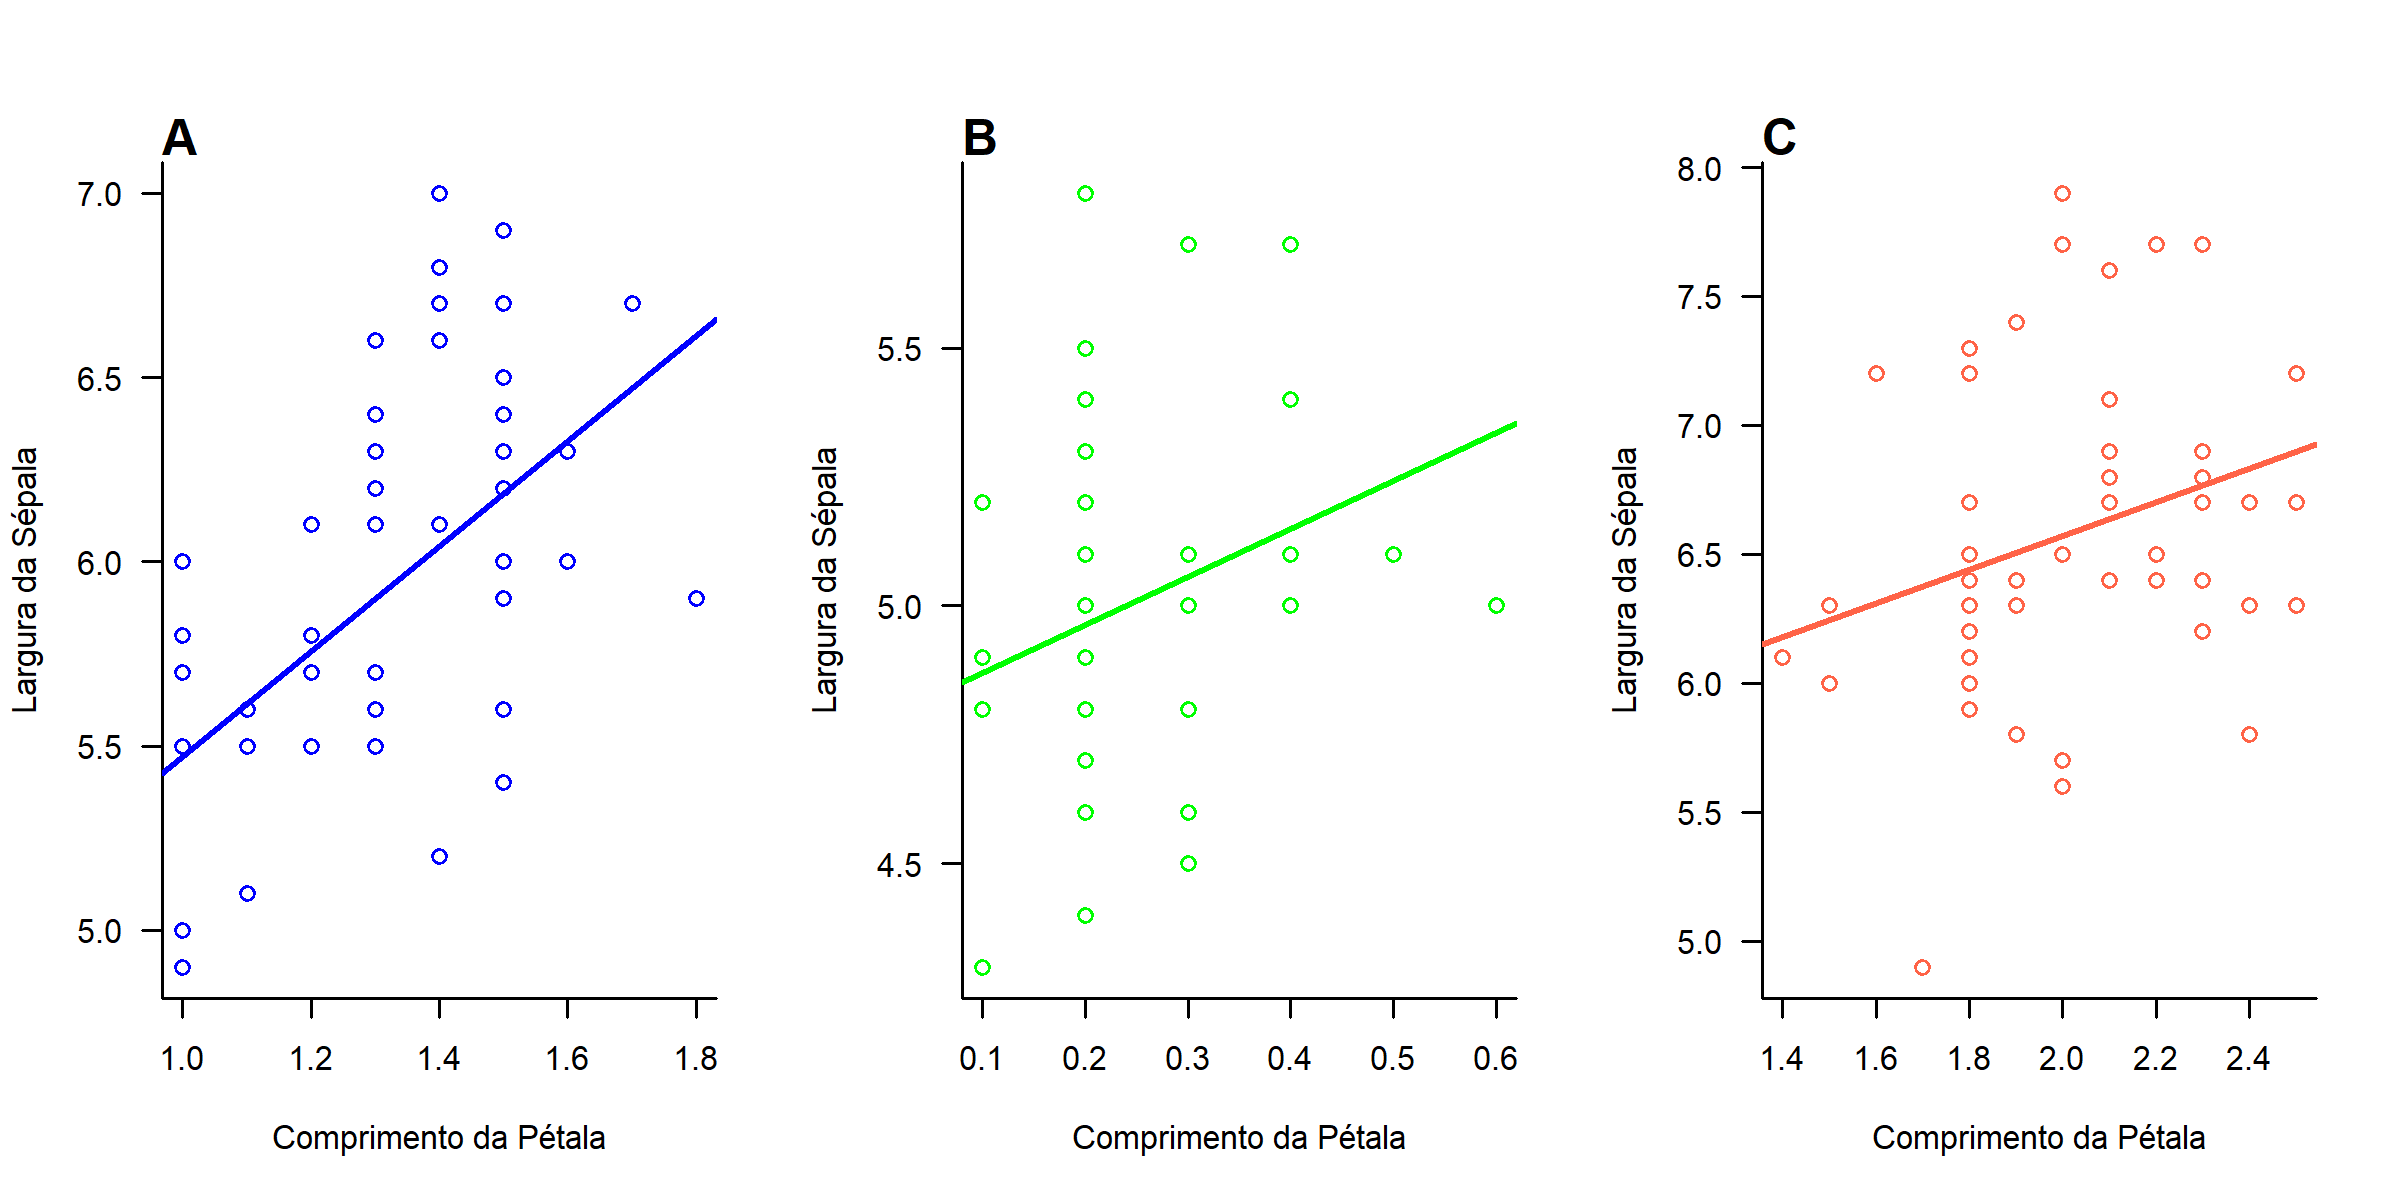 A
7.0
6.5
6.0
5.5
5.0
Largura da Sépala
1.0 1.2 1.4 1.6 1.8
Comprimento da Pétala
B
5.5
5.0
4.5
Largura da Sépala
0.1 0.2 0.3 0.4 0.5 0.6
Comprimento da Pétala
C
8.0
7.5
7.0
6.5
6.0
5.5
5.0
Largura da Sépala
1.4 1.6 1.8 2.0 2.2 2.4
Comprimento da Pétala